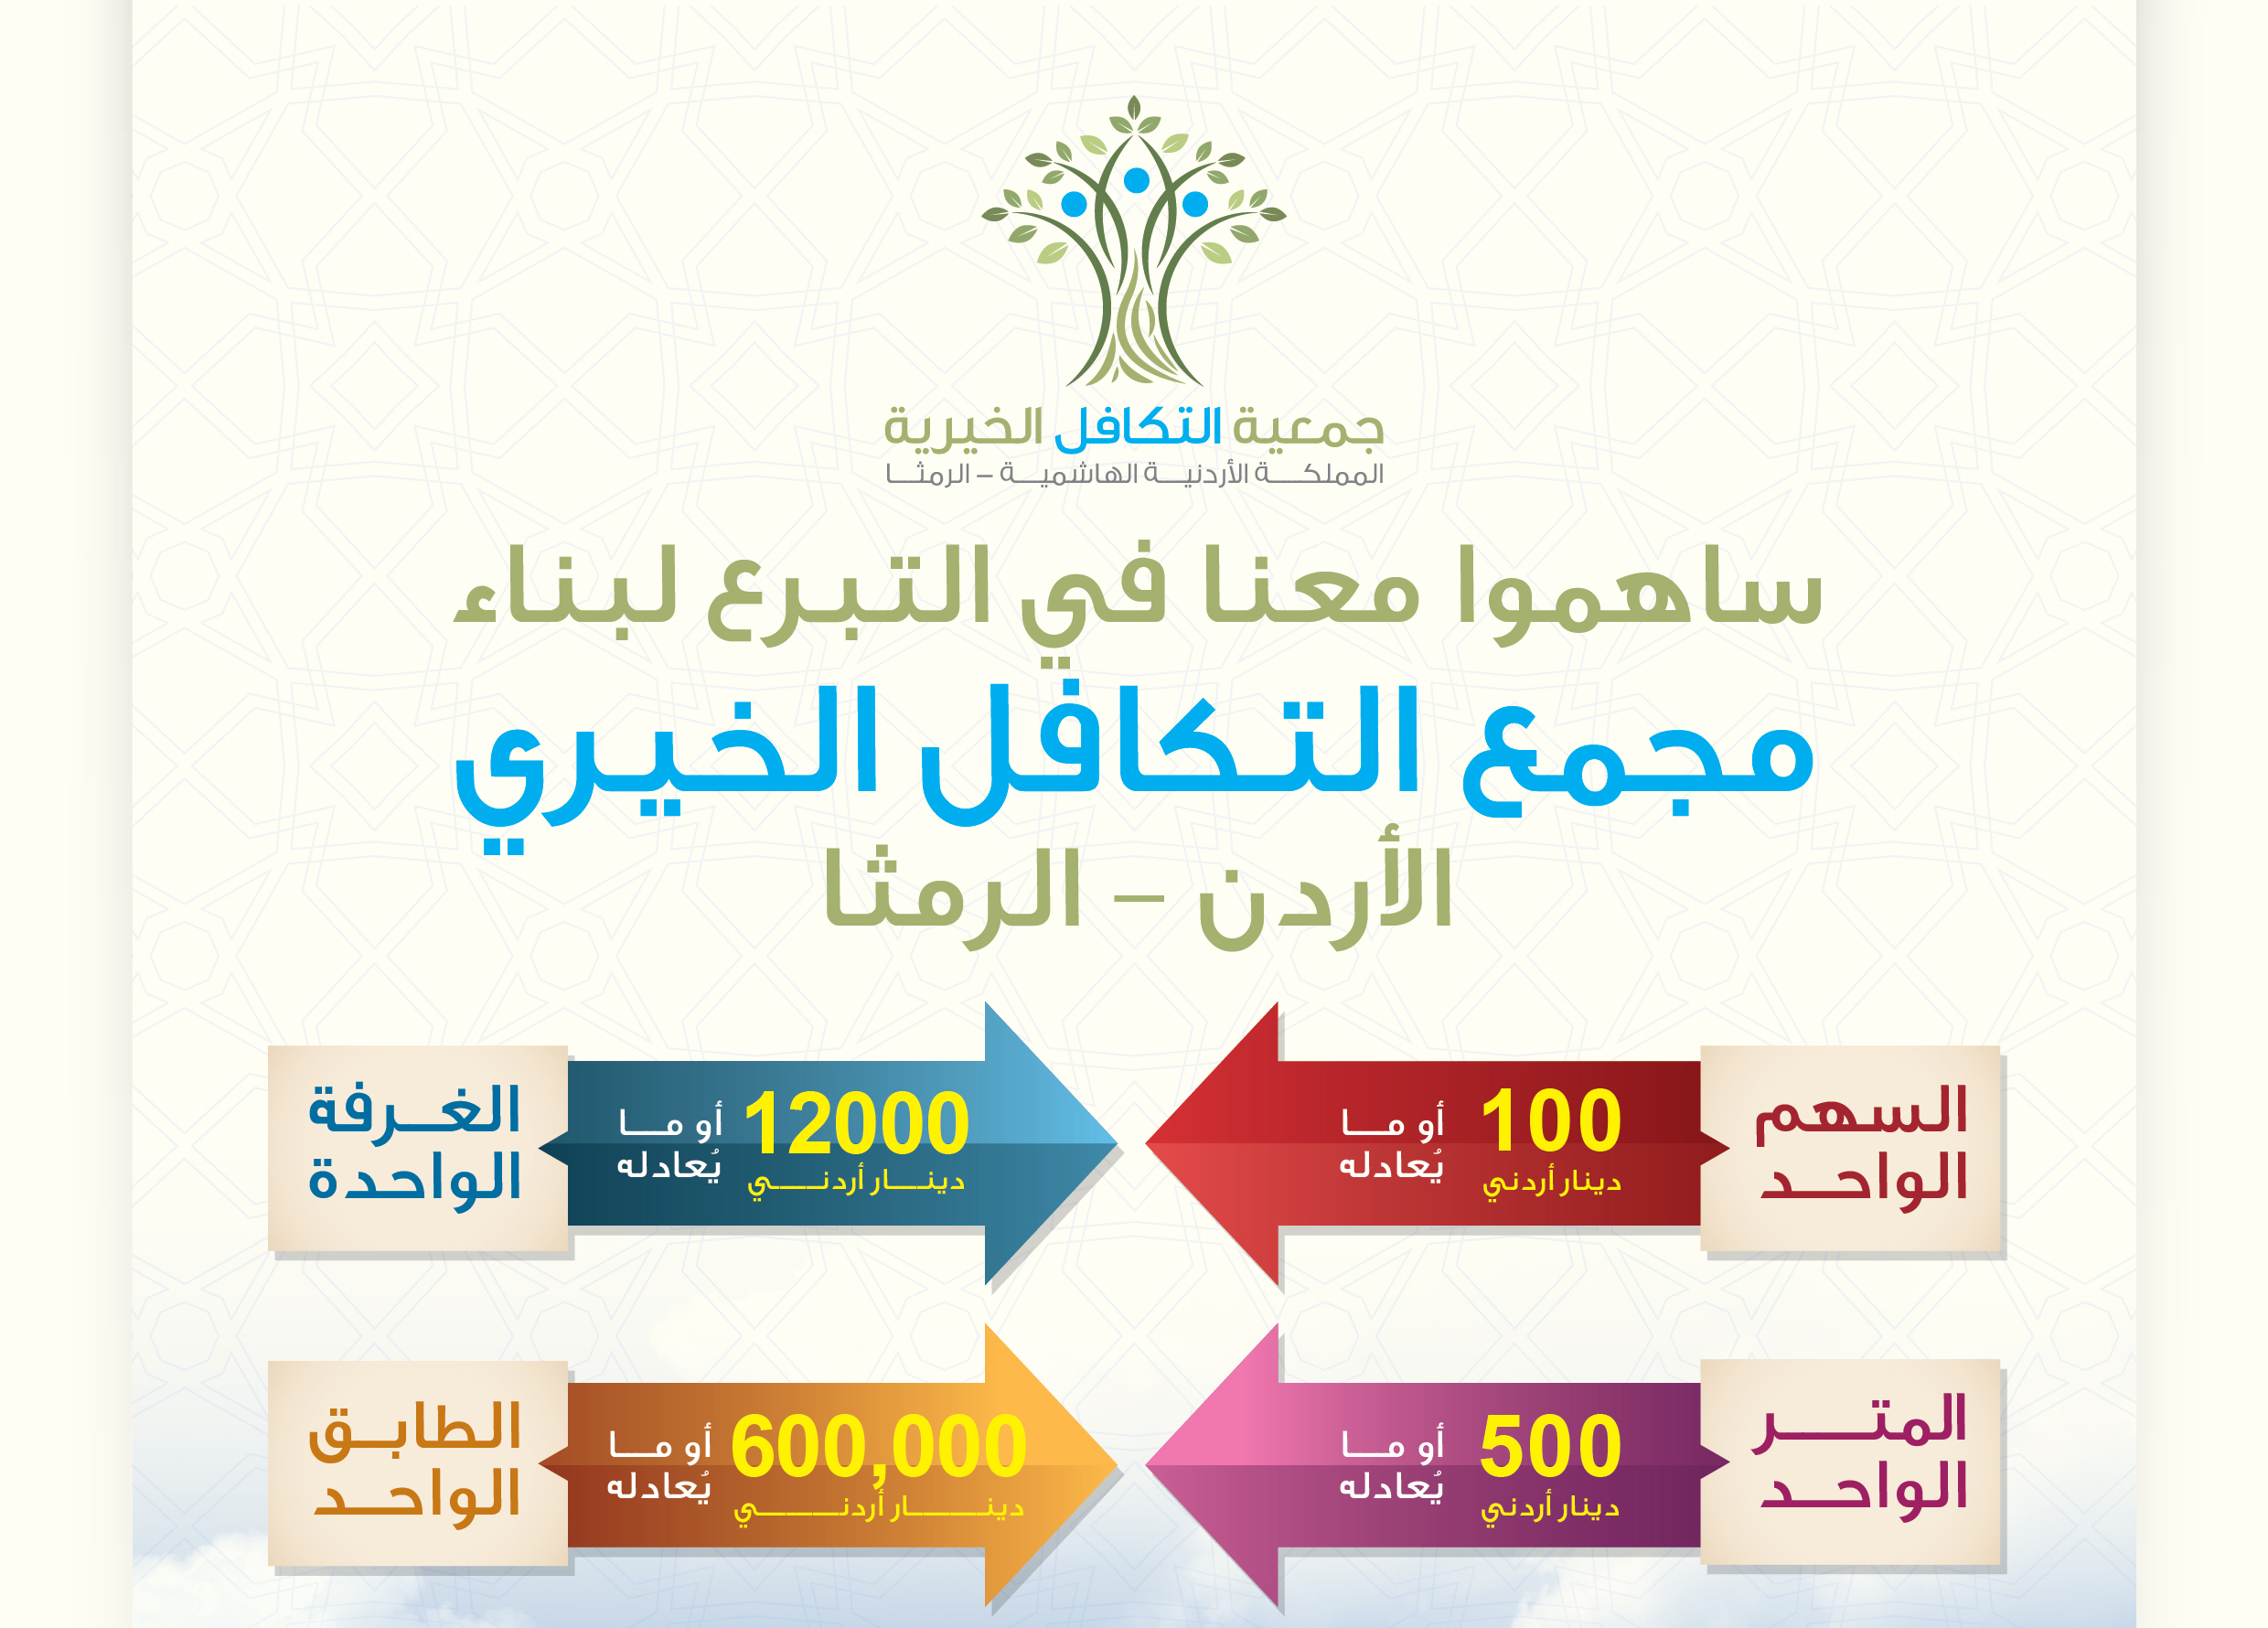 جمعية التكافل الخيرية
المملكة الأردنية الهاشمية – الرمثا
ساهموا معنا في التبرع لبناء
مجمع التكافل الخيري
الأردن – الرمثا
السهم
الواحد
100
دينار أردني
أو ما
يُعادله
الغرفة
الواحدة
12000
دينار أردني
أو ما
يُعادله
المتر
الواحد
500
دينار أردني
أو ما
يُعادله
الطابق
الواحد
600,000
دينار أردني
أو ما
يُعادله